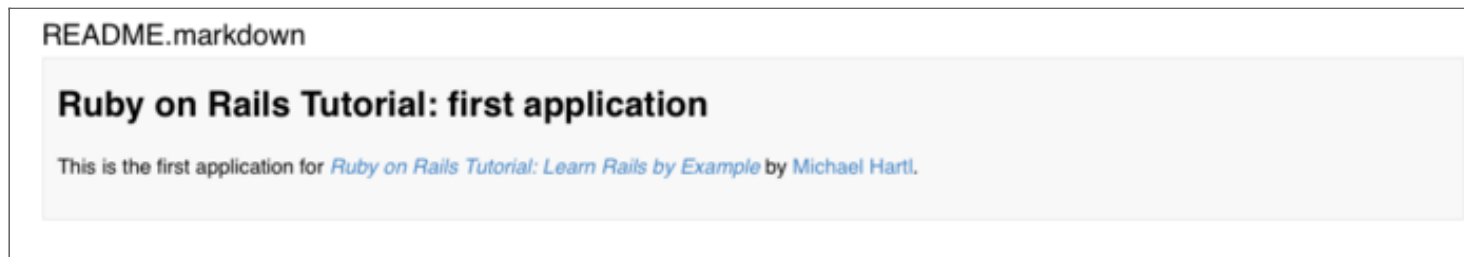 README.markdown
Ruby on Rails Tutorial: first application
This is the first application for Ruby on Rails Tutorial: Learn Rails by Example by Michael Hartl.